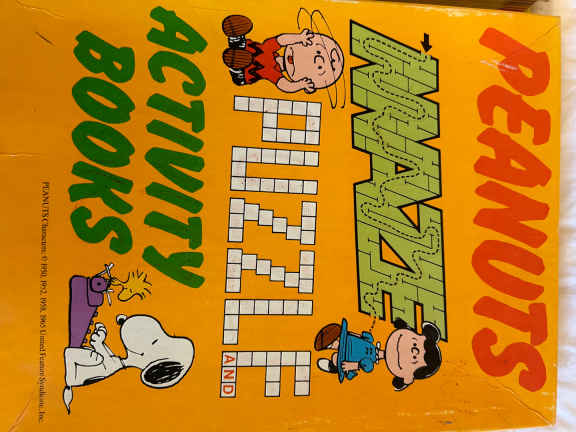 PEANUTS
MAZE
PUZZLE
AND
ACTIVITY
BOOKS
PEANUTS Characters: © 1950, 1952, 1958, 1965 United Feature Syndicate, Inc.